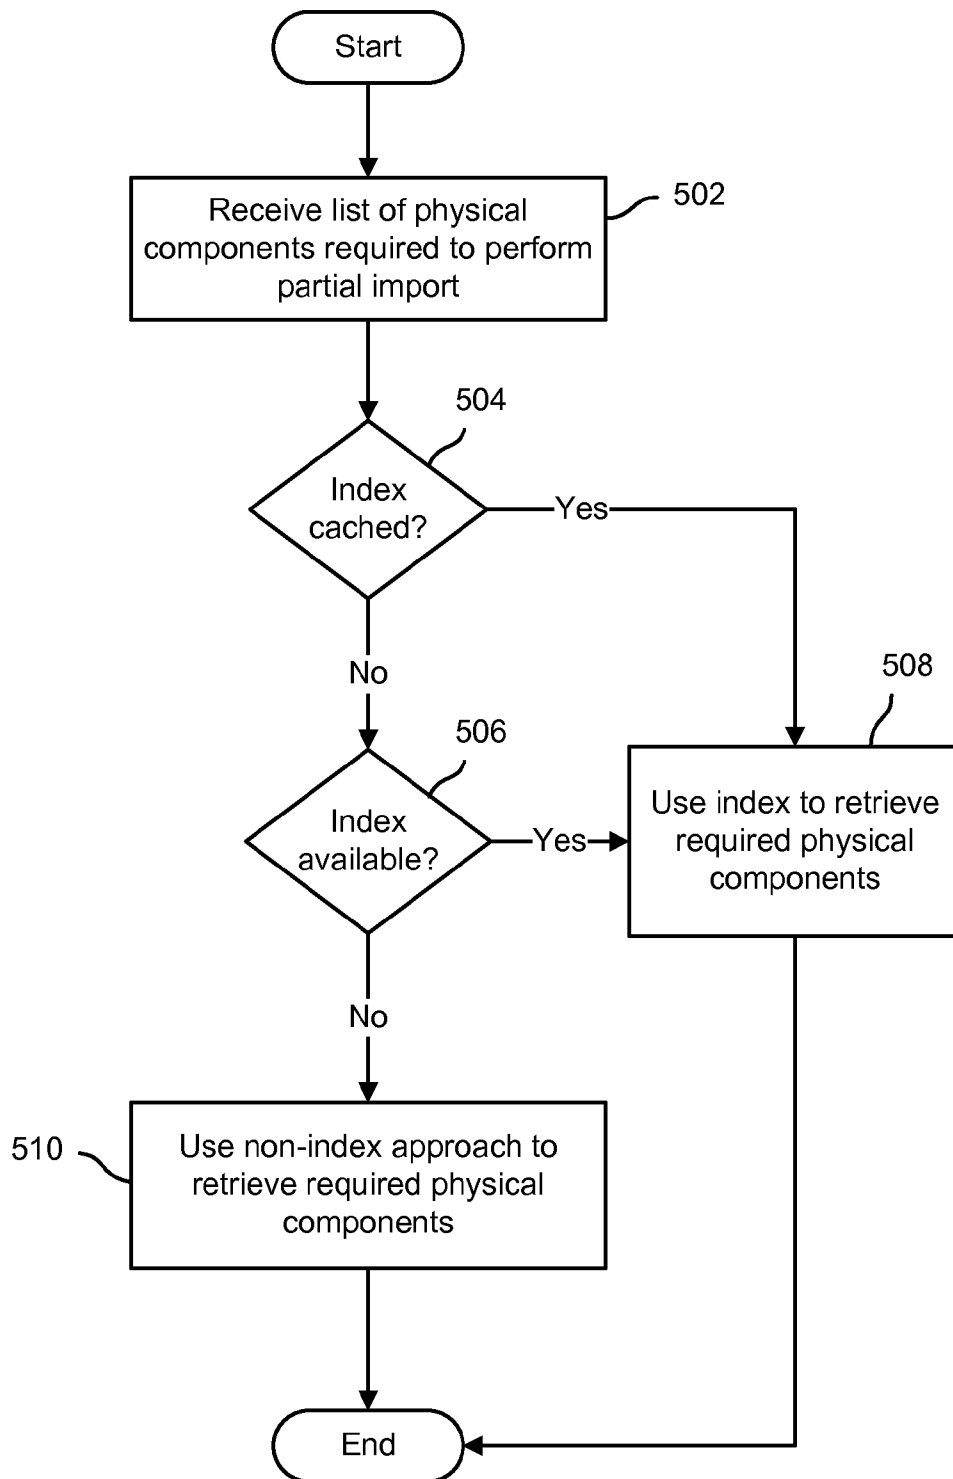 Start
Receive list of physical
components required to perform
partial import
502
504
Index
cached?
Yes
No
508
506
Use index to retrieve
required physical
components
Index
available?
Yes
No
510
Use non-index approach to
retrieve required physical
components
End